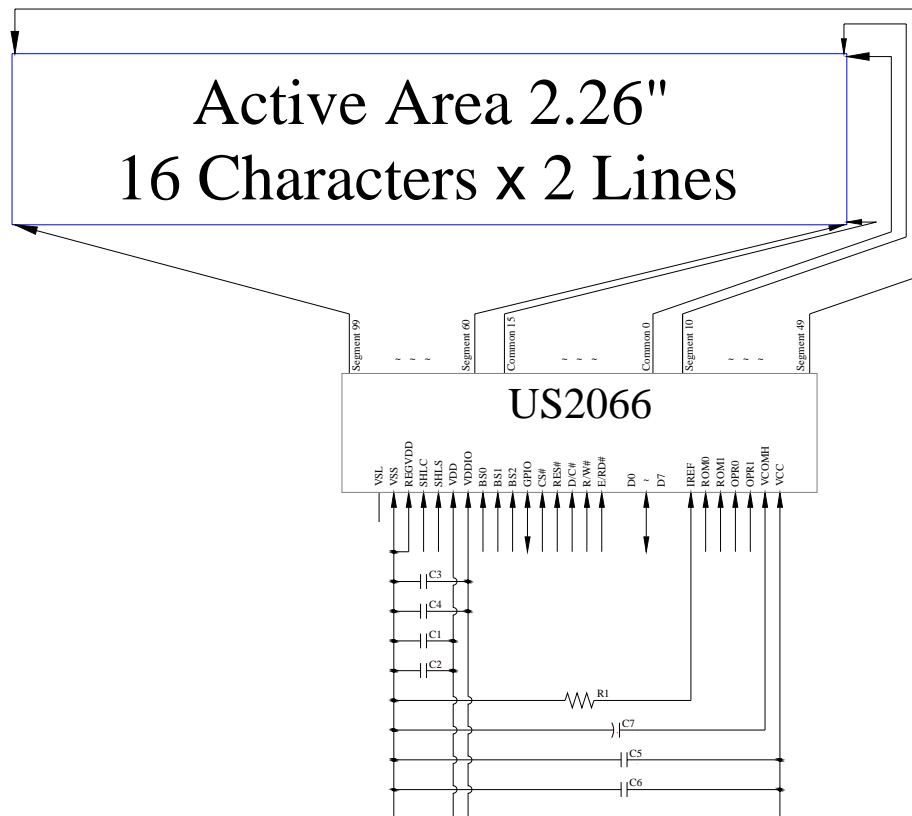 Active Area 2.26"
16 Characters x 2 Lines
Segment 99
~ ~ ~
Segment 60
Common 15
~ ~ ~
Common 0
Segment 10
~ ~ ~
Segment 49
US2066
VSL
VSS
REGVDD
SHLC
SHLS
VDD
VDDIO
BS0
BS1
BS2
GPIO
CS#
RES#
D/C#
R/W#
E/RD#
D0
~
D7
IREF
ROM0
ROM1
OPR0
OPR1
VCOMH
VCC
C3
C4
C1
C2
R1
C7
C5
C6